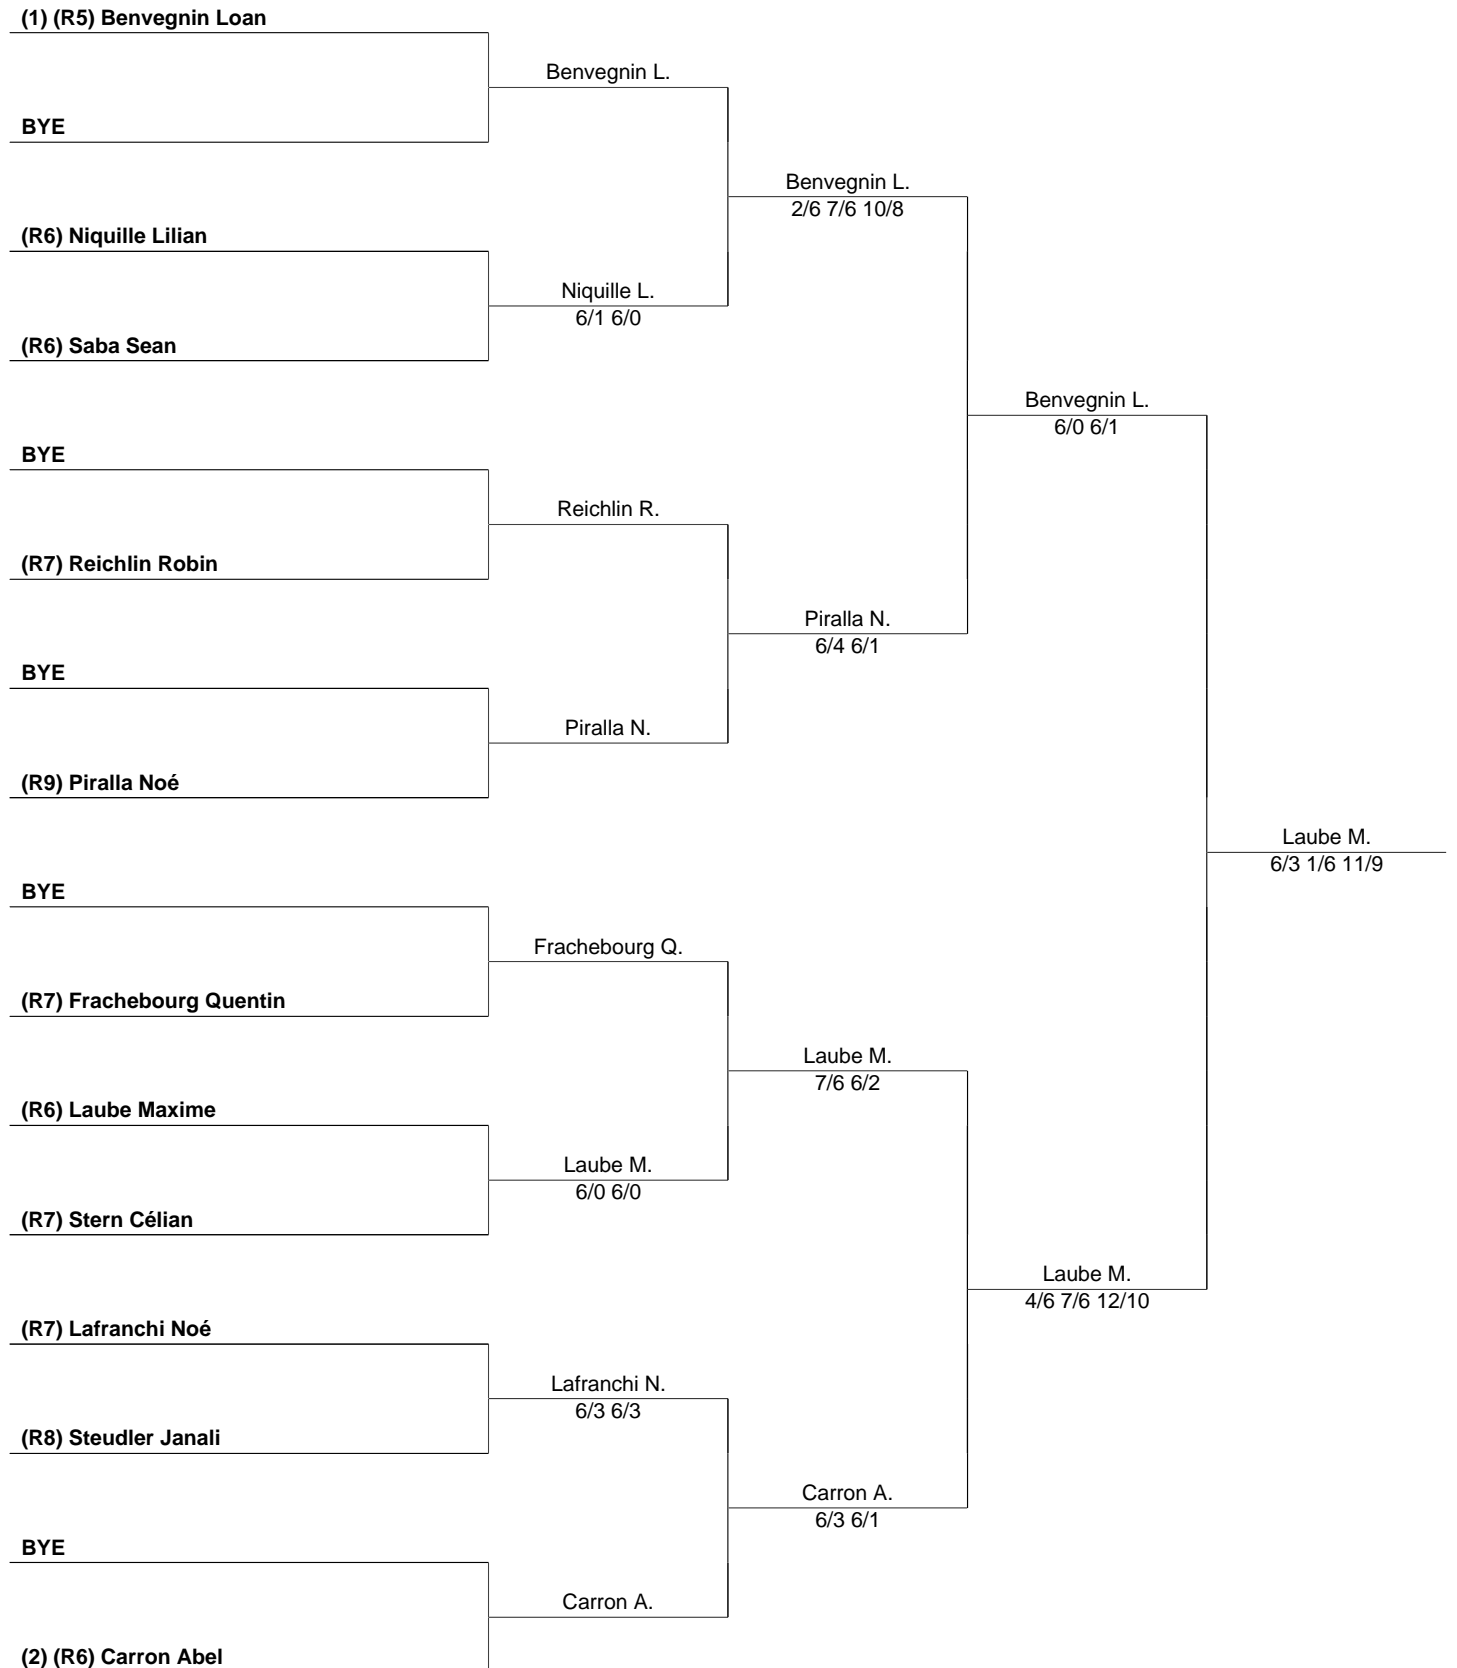 (1) (R5) Benvegnin Loan
Benvegnin L.
BYE
Benvegnin L.
2/6 7/6 10/8
(R6) Niquille Lilian
Niquille L.
6/1 6/0
(R6) Saba Sean
Benvegnin L.
6/0 6/1
BYE
Reichlin R.
(R7) Reichlin Robin
Piralla N.
6/4 6/1
BYE
Piralla N.
(R9) Piralla Noé
Laube M.
6/3 1/6 11/9
BYE
Frachebourg Q.
(R7) Frachebourg Quentin
Laube M.
7/6 6/2
(R6) Laube Maxime
Laube M.
6/0 6/0
(R7) Stern Célian
Laube M.
4/6 7/6 12/10
(R7) Lafranchi Noé
Lafranchi N.
6/3 6/3
(R8) Steudler Janali
Carron A.
6/3 6/1
BYE
Carron A.
(2) (R6) Carron Abel